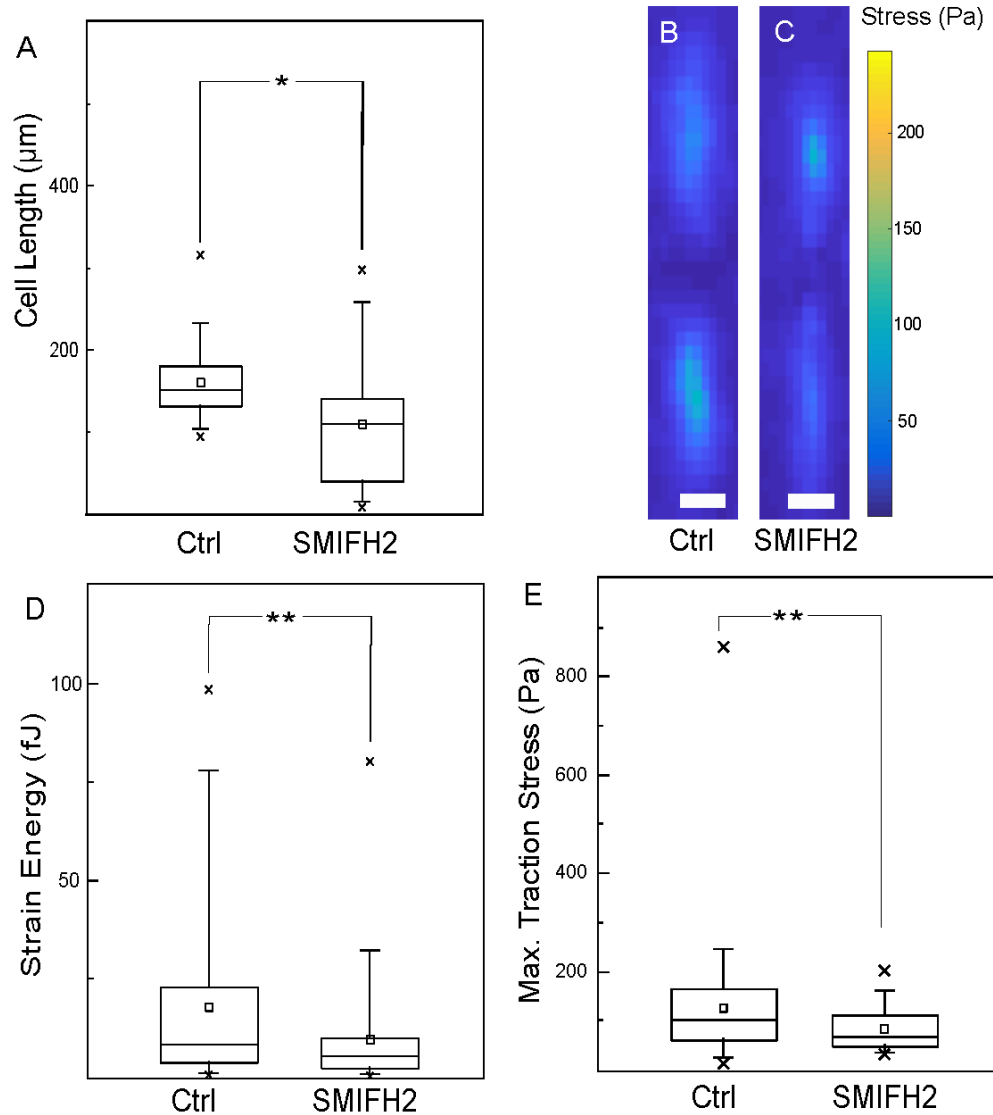 A
Cell Length (µm)
400
200
*
Ctrl
SMIFH2
B
C
Stress (Pa)
200
150
100
50
Ctrl
SMIFH2
D
Strain Energy (fJ)
100
50
**
Ctrl
SMIFH2
E
Max. Traction Stress (Pa)
800
600
400
200
**
Ctrl
SMIFH2